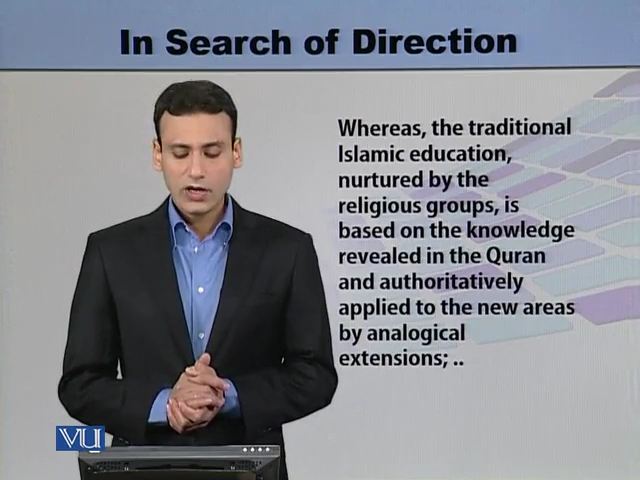 In Search of Direction
Whereas, the traditional
Islamic education,
nurtured by the
religious groups, is
based on the knowledge
revealed in the Quran
and authoritatively
applied to the new areas
by analogical
extensions; ..
VU